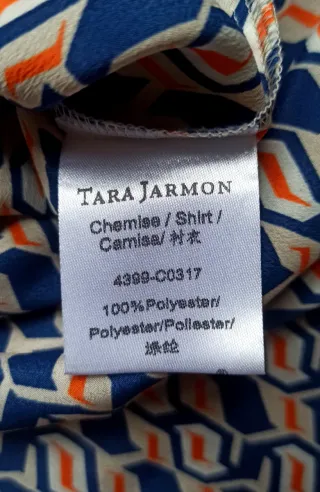 TARA JARMON
Chemise / Shirt /
Camisa/ 衬衣
4399-C0317
100%Polyester/
Polyester/Poliester/
涤纶